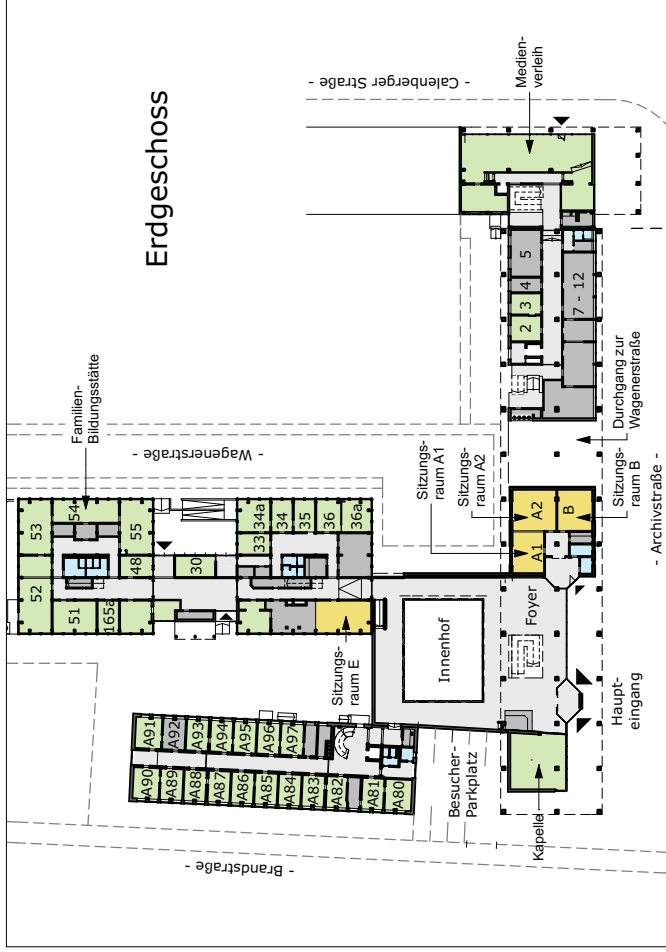 Erdgeschoss
- Calenberger Straße -
Medien-
verleih
5
4
3
2
7 - 12
Durchgang zur
Wagenerstraße
Familien-
Bildungsstätte
- Wagenerstraße -
Sitzungs-
raum A1
Sitzungs-
raum A2
Sitzungs-
raum B
- Archivstraße -
A2
B
A1
53
54
55
52
51
165a
48
30
34a
33
34
35
36
36a
Sitzungs-
raum E
Innenhof
Foyer
Haupt-
eingang
A91
A92
A93
A94
A95
A96
A97
A90
A89
A88
A87
A86
A85
A84
A83
A82
A81
A80
Besucher-
Parkplatz
Kapelle
- Brandstraße -